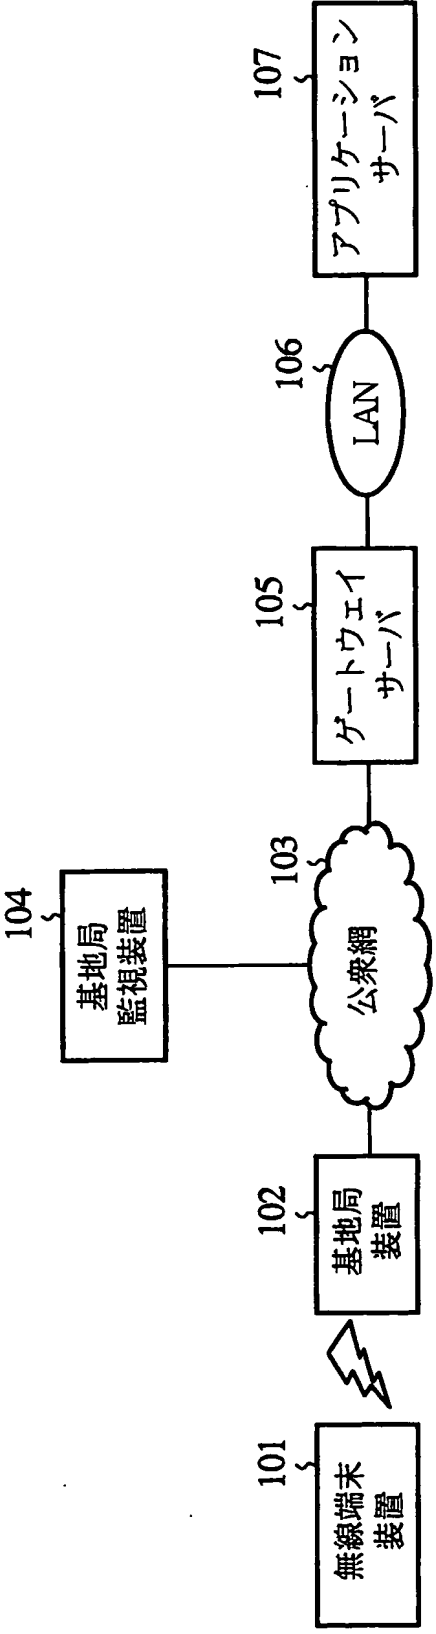 104
基地局
監視装置
101
無線端末
装置
102
基地局
装置
103
公衆網
105
ゲートウェイ
サーバ
106
LAN
107
アプリケーション
サーバ